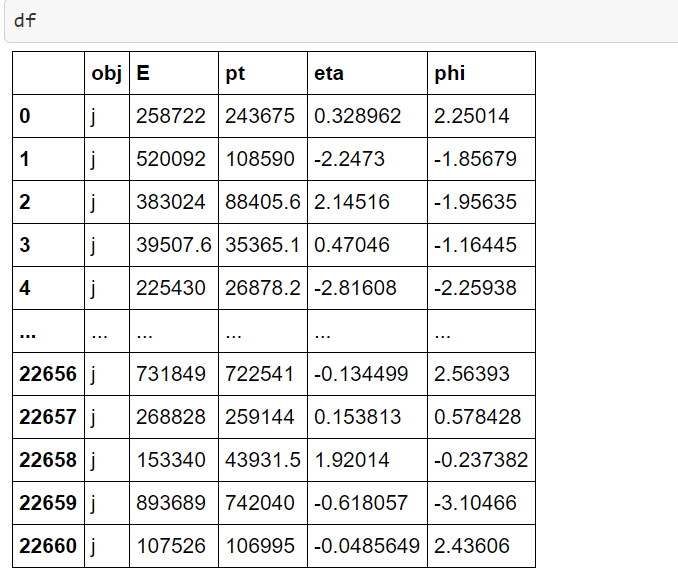 df
obj E pt eta phi
0 j 258722 243675 0.328962 2.25014
1 j 520092 108590 -2.2473 -1.85679
2 j 383024 88405.6 2.14516 -1.95635
3 j 39507.6 35365.1 0.47046 -1.16445
4 j 225430 26878.2 -2.81608 -2.25938
... ... ... ... ... ...
22656 j 731849 722541 -0.134499 2.56393
22657 j 268828 259144 0.153813 0.578428
22658 j 153340 43931.5 1.92014 -0.237382
22659 j 893689 742040 -0.618057 -3.10466
22660 j 107526 106995 -0.0485649 2.43606